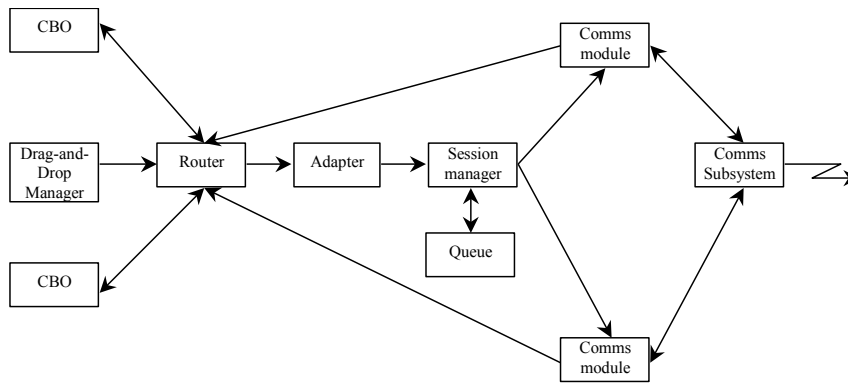 CBO
Comms
module
Drag-and-
Drop
Manager
Router
Adapter
Session
manager
Comms
Subsystem
Queue
CBO
Comms
module